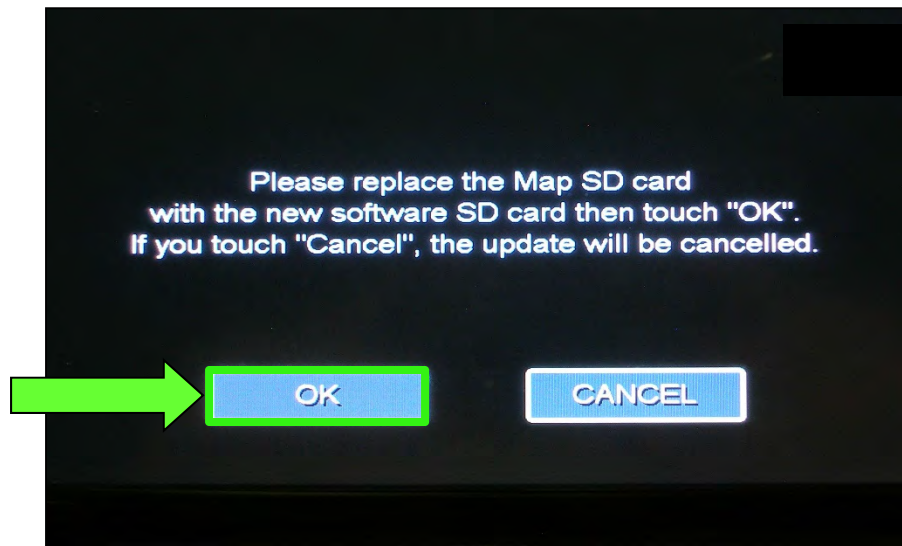 Please replace the Map SD card
with the new software SD card then touch "OK".
If you touch "Cancel", the update will be cancelled.
OK
CANCEL